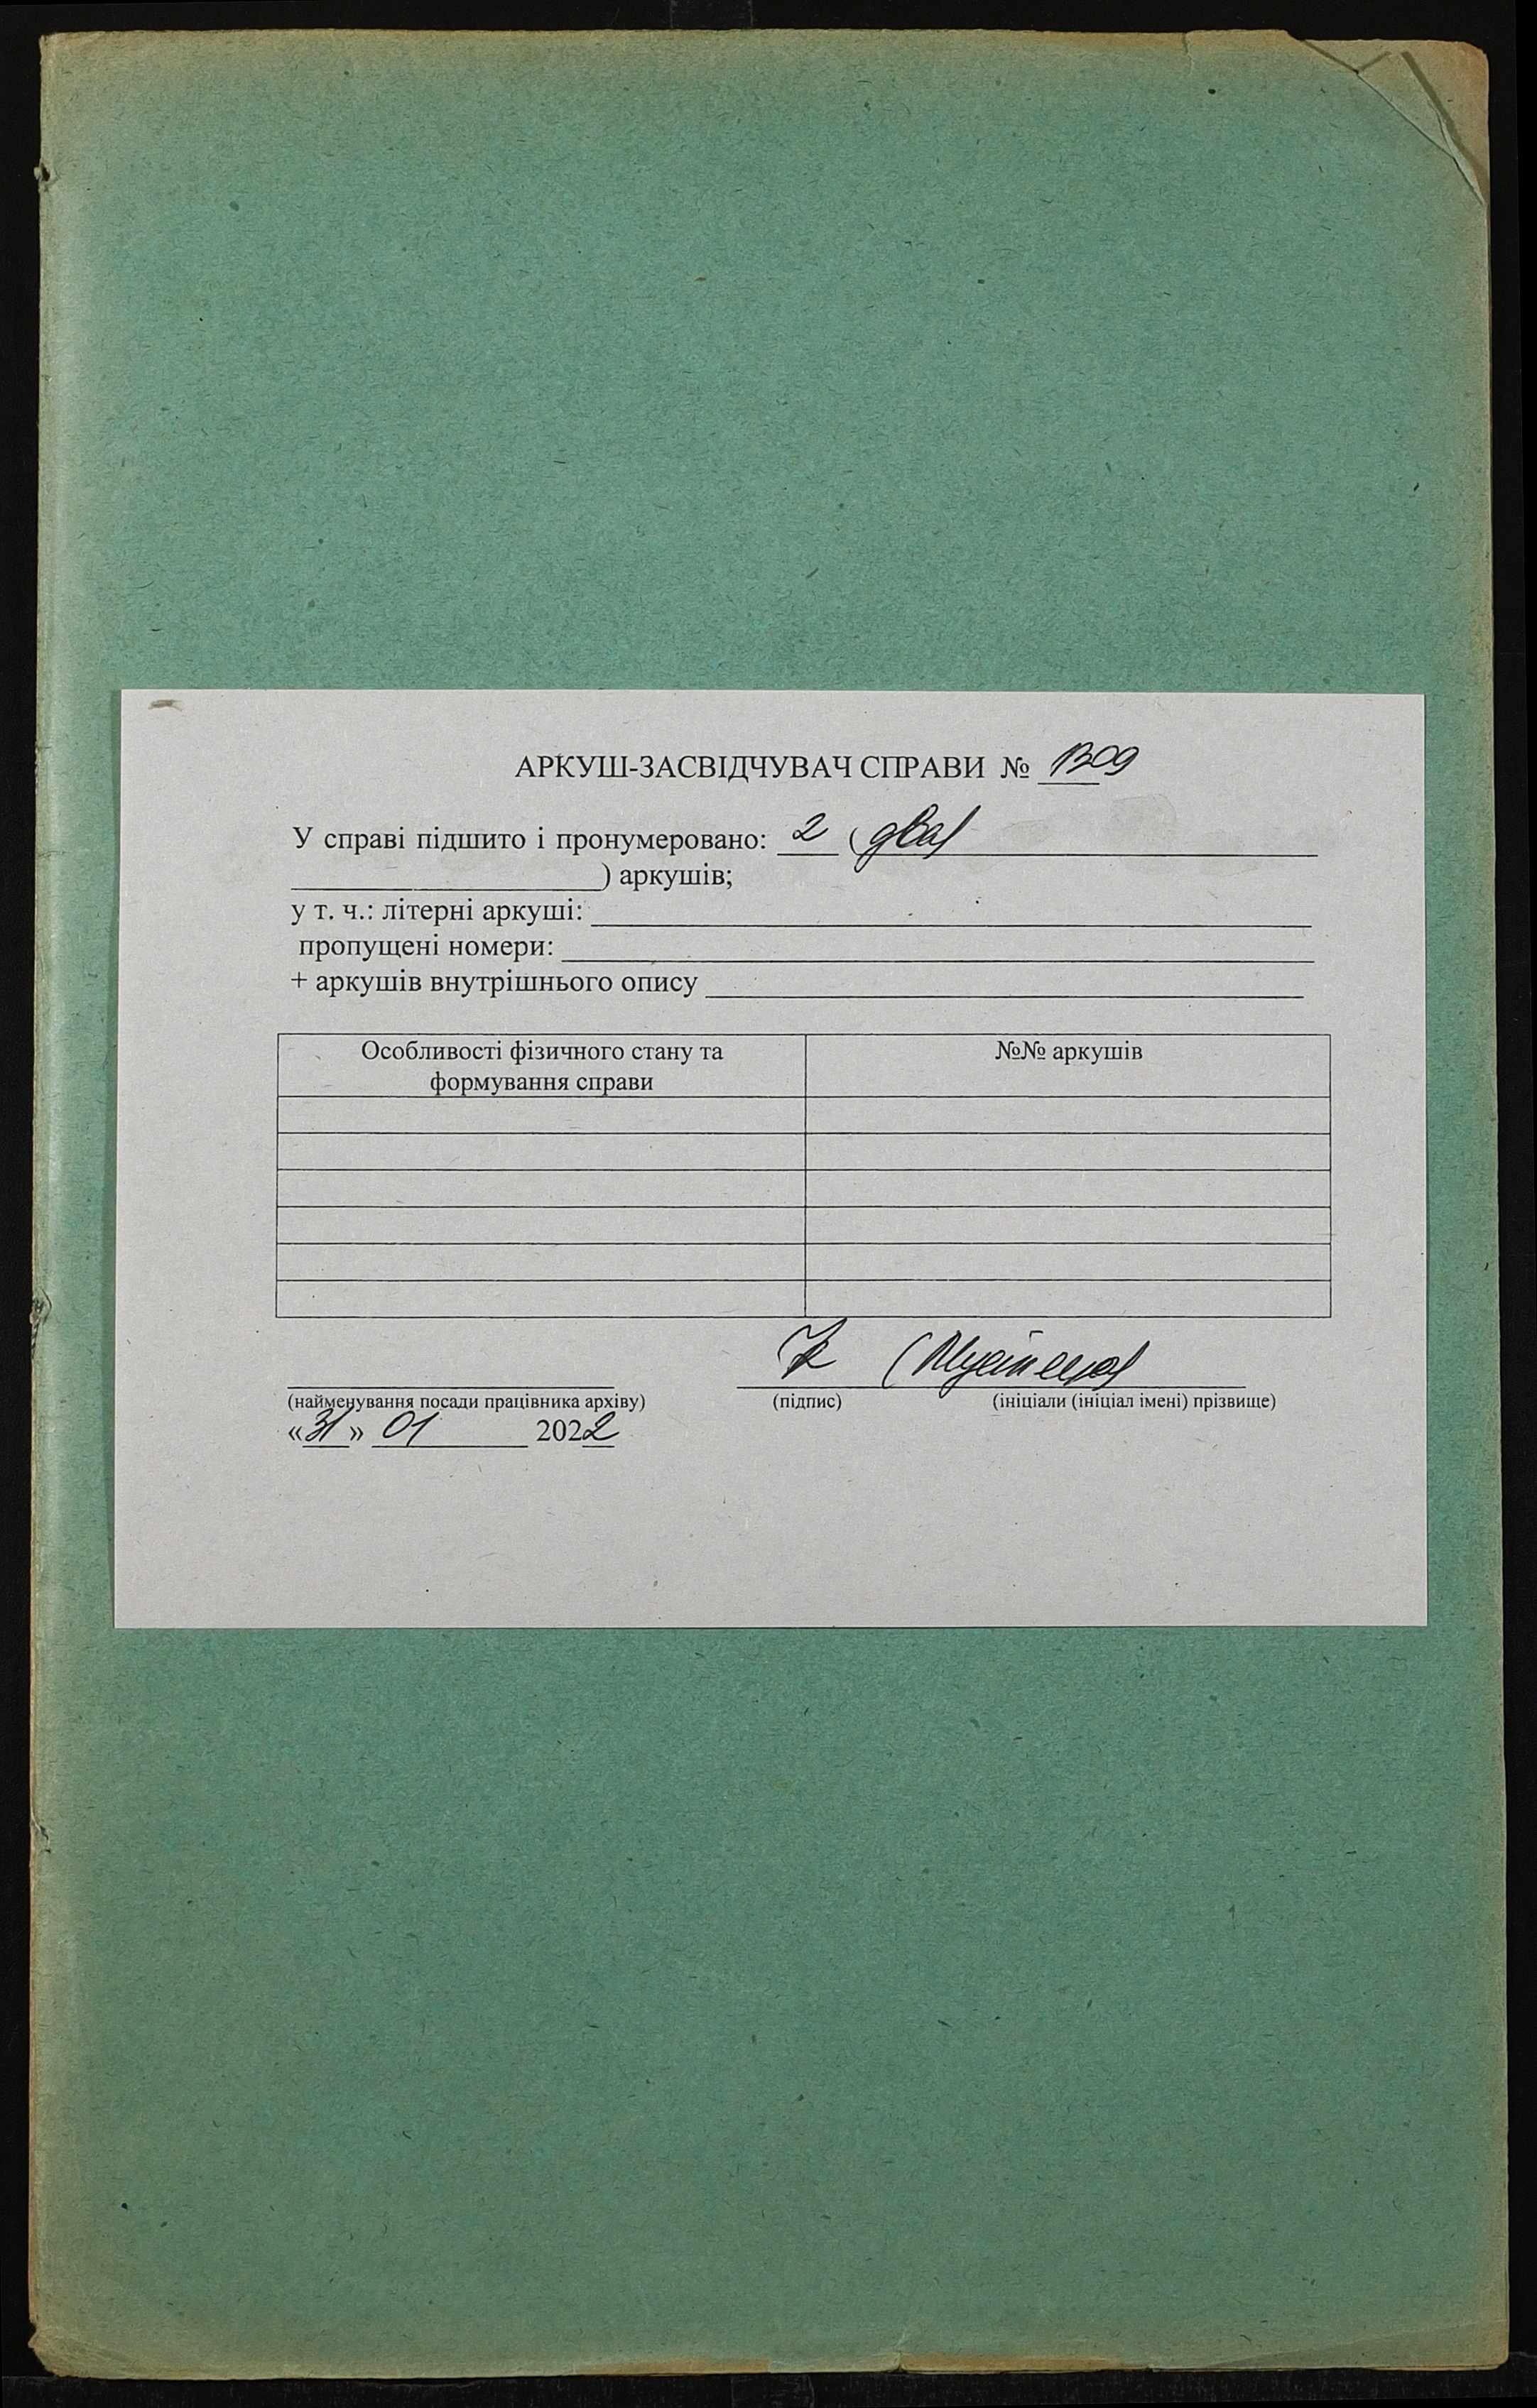 АРКУШ-ЗАСВІДЧУВАЧ СПРАВИ № 1309
У справі підшито і пронумеровано: 2 (два)
) аркушів;
у т. ч.: літерні аркуші:
пропущені номери:
+ аркушів внутрішнього опису
Особливості фізичного стану та формування справи
№№ аркушів
(найменування посади працівника архіву) (підпис) (ініціали (ініціал імені) прізвище)
«31» 01 2022